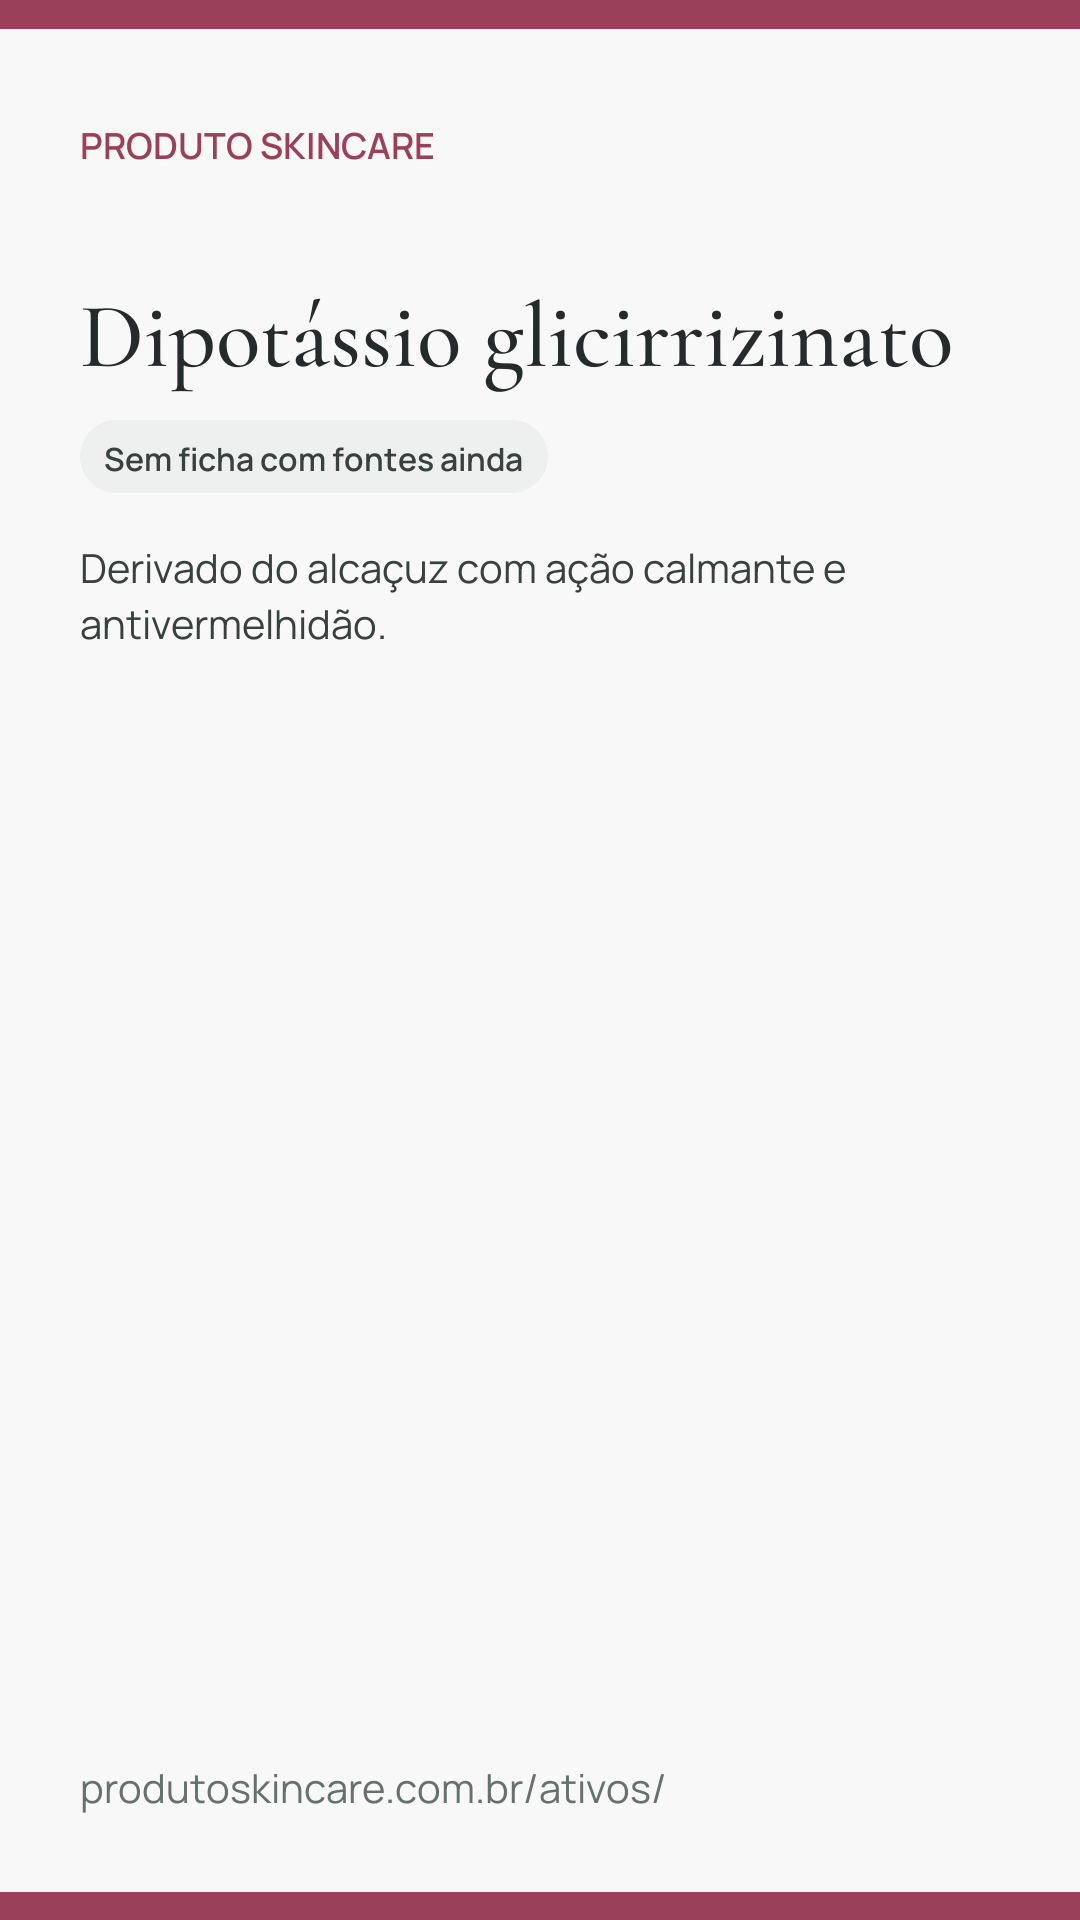 PRODUTO SKINCARE
Dipotássio glicirrizinato
Sem ficha com fontes ainda
Derivado do alcaçuz com ação calmante e
antivermelhidão.
produtoskincare.com.br/ativos/